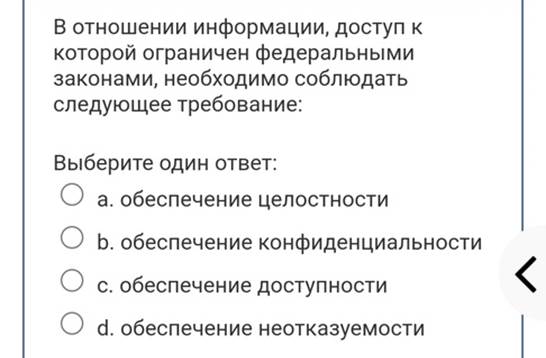 В отношении информации, доступ к
которой ограничен федеральными
законами, необходимо соблюдать
следующее требование:
Выберите один ответ:
a. обеспечение целостности
b. обеспечение конфиденциальности
c. обеспечение доступности
d. обеспечение неотказуемости